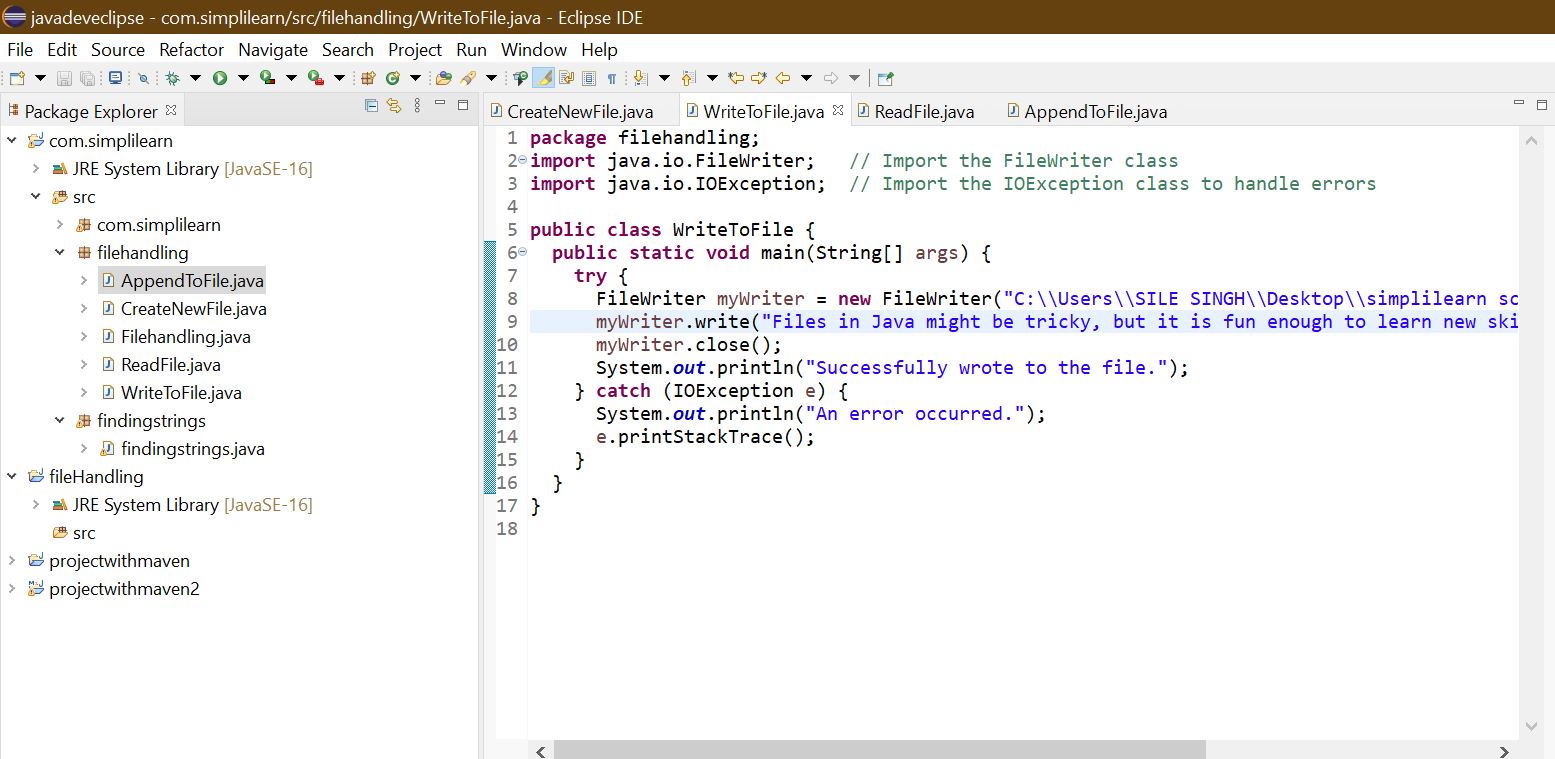 javadeveclipse - com.simplilearn/src/filehandling/WriteToFile.java - Eclipse IDE
File Edit Source Refactor Navigate Search Project Run Window Help
Package Explorer
com.simplilearn
JRE System Library [JavaSE-16]
src
com.simplilearn
filehandling
AppendToFile.java
CreateNewFile.java
Filehandling.java
ReadFile.java
WriteToFile.java
findingstrings
findingstrings.java
fileHandling
JRE System Library [JavaSE-16]
src
projectwithmaven
projectwithmaven2
CreateNewFile.java WriteToFile.java ReadFile.java AppendToFile.java
1 package filehandling;
2 import java.io.FileWriter;   // Import the FileWriter class
3 import java.io.IOException;  // Import the IOException class to handle errors
4
5 public class WriteToFile {
6   public static void main(String[] args) {
7     try {
8       FileWriter myWriter = new FileWriter("C:\\Users\\SILE SINGH\\Desktop\\simplilearn sc
9       myWriter.write("Files in Java might be tricky, but it is fun enough to learn new ski
10       myWriter.close();
11       System.out.println("Successfully wrote to the file.");
12     } catch (IOException e) {
13       System.out.println("An error occurred.");
14       e.printStackTrace();
15     }
16   }
17 }
18